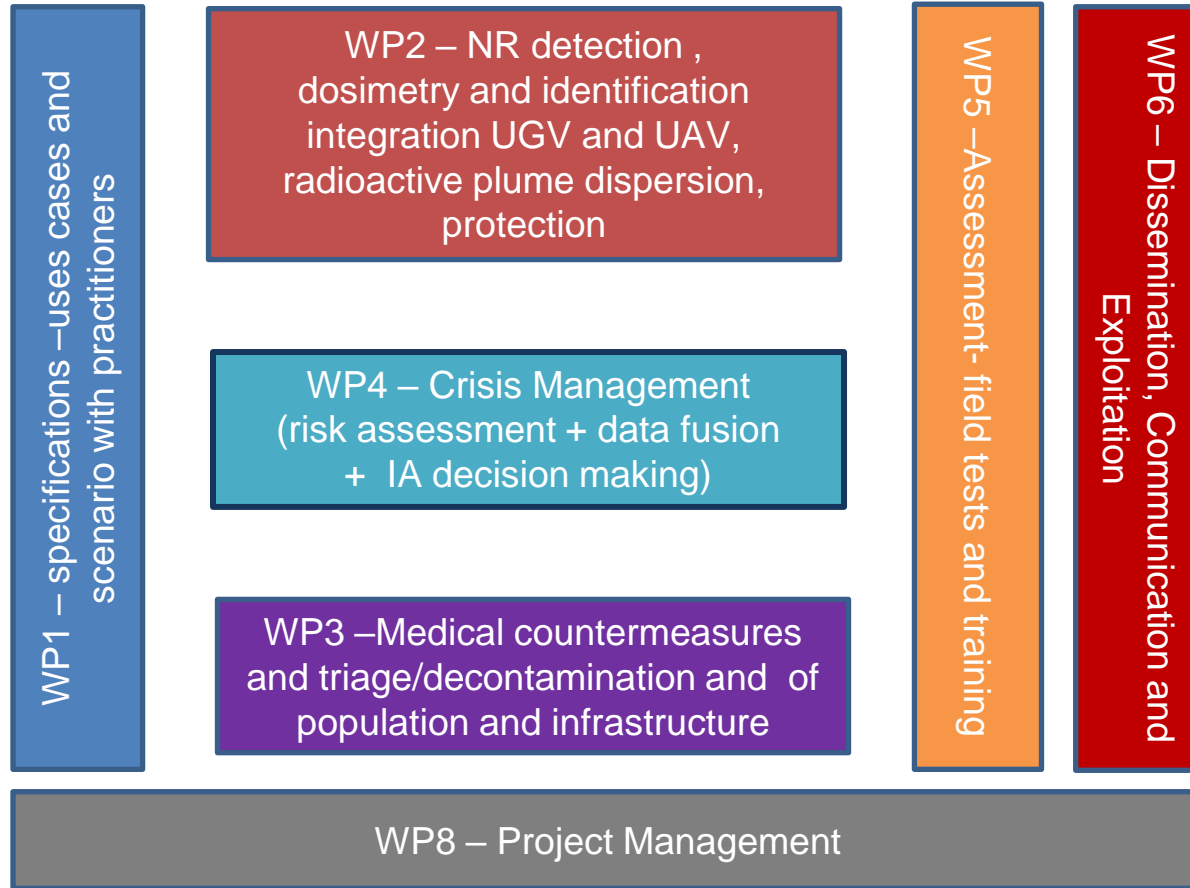 WP1 – specifications –uses cases and
scenario with practitioners
WP2 – NR detection ,
dosimetry and identification
integration UGV and UAV,
radioactive plume dispersion,
protection
WP4 – Crisis Management
(risk assessment + data fusion
+ IA decision making)
WP3 –Medical countermeasures
and triage/decontamination and of
population and infrastructure
WP5 –Assessment- field tests and training
WP6 – Dissemination, Communication and
Exploitation
WP8 – Project Management